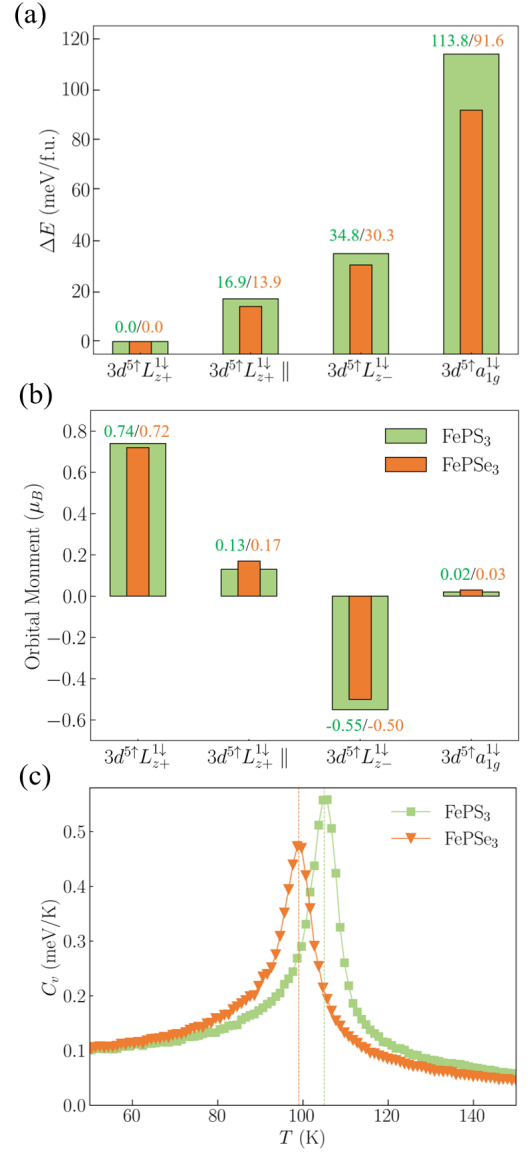 (a)
120
100
80
60
40
20
0
ΔE (meV/f.u.)
0.0/0.0
16.9/13.9
34.8/30.3
113.8/91.6
3d⁵↑L¹↓z+
3d⁵↑L¹↓z+ ∥
3d⁵↑L¹↓z−
3d⁵↑a¹↓1g
(b)
0.8
0.6
0.4
0.2
0.0
−0.2
−0.4
−0.6
Orbital Monment (μB)
0.74/0.72
0.13/0.17
-0.55/-0.50
0.02/0.03
FePS₃
FePSe₃
3d⁵↑L¹↓z+
3d⁵↑L¹↓z+ ∥
3d⁵↑L¹↓z−
3d⁵↑a¹↓1g
(c)
0.5
0.4
0.3
0.2
0.1
0.0
Cv (meV/K)
FePS₃
FePSe₃
60
80
100
120
140
T (K)